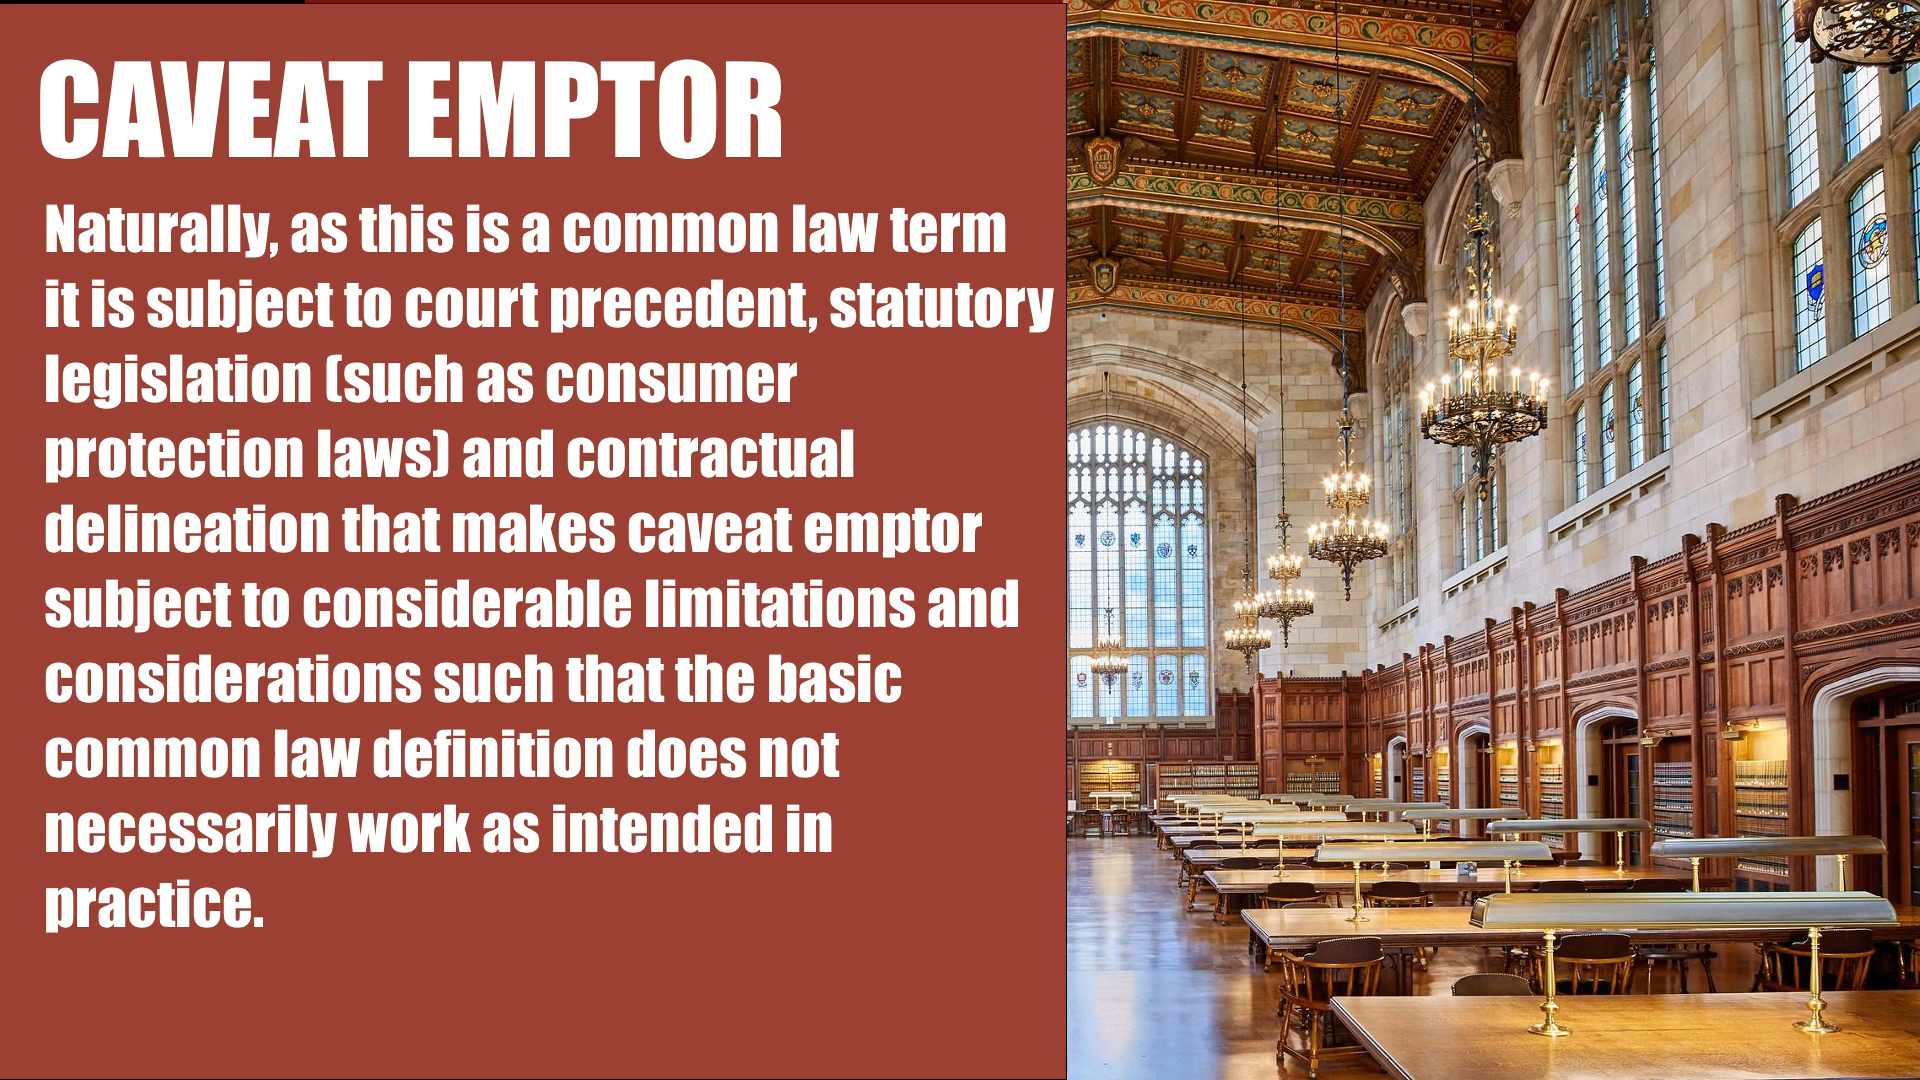 CAVEAT EMPTOR
Naturally, as this is a common law term
it is subject to court precedent, statutory
legislation (such as consumer
protection laws) and contractual
delineation that makes caveat emptor
subject to considerable limitations and
considerations such that the basic
common law definition does not
necessarily work as intended in
practice.